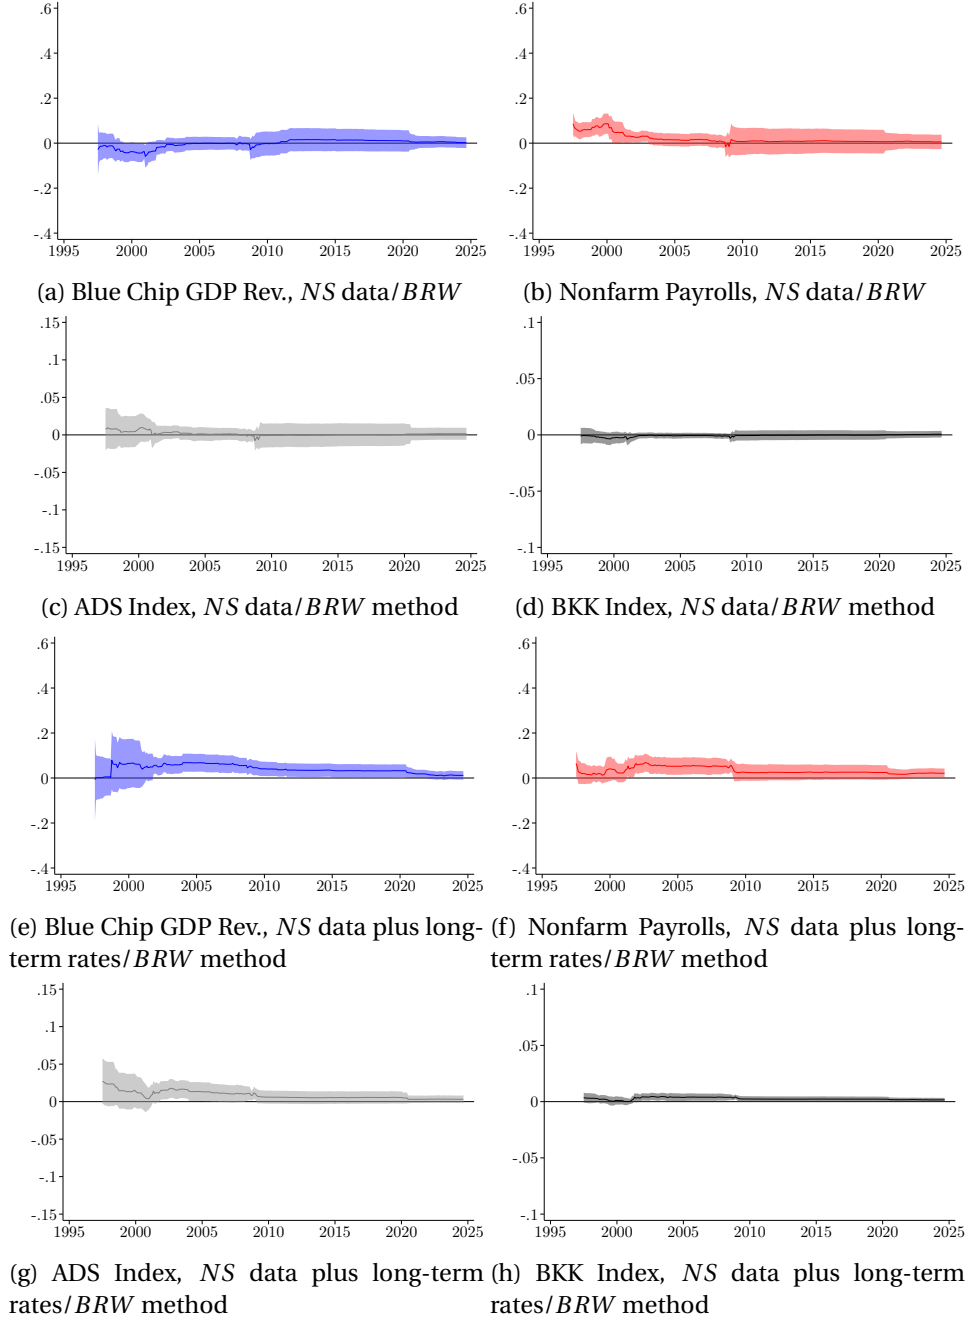 .6
.4
.2
0
-.2
-.4
1995 2000 2005 2010 2015 2020 2025
(a) Blue Chip GDP Rev., NS data/BRW
.6
.4
.2
0
-.2
-.4
1995 2000 2005 2010 2015 2020 2025
(b) Nonfarm Payrolls, NS data/BRW
.15
.1
.05
0
-.05
-.1
-.15
1995 2000 2005 2010 2015 2020 2025
(c) ADS Index, NS data/BRW method
.1
.05
0
-.05
-.1
1995 2000 2005 2010 2015 2020 2025
(d) BKK Index, NS data/BRW method
.6
.4
.2
0
-.2
-.4
1995 2000 2005 2010 2015 2020 2025
(e) Blue Chip GDP Rev., NS data plus long-
term rates/BRW method
.6
.4
.2
0
-.2
-.4
1995 2000 2005 2010 2015 2020 2025
(f) Nonfarm Payrolls, NS data plus long-
term rates/BRW method
.15
.1
.05
0
-.05
-.1
-.15
1995 2000 2005 2010 2015 2020 2025
(g) ADS Index, NS data plus long-term
rates/BRW method
.1
.05
0
-.05
-.1
1995 2000 2005 2010 2015 2020 2025
(h) BKK Index, NS data plus long-term
rates/BRW method